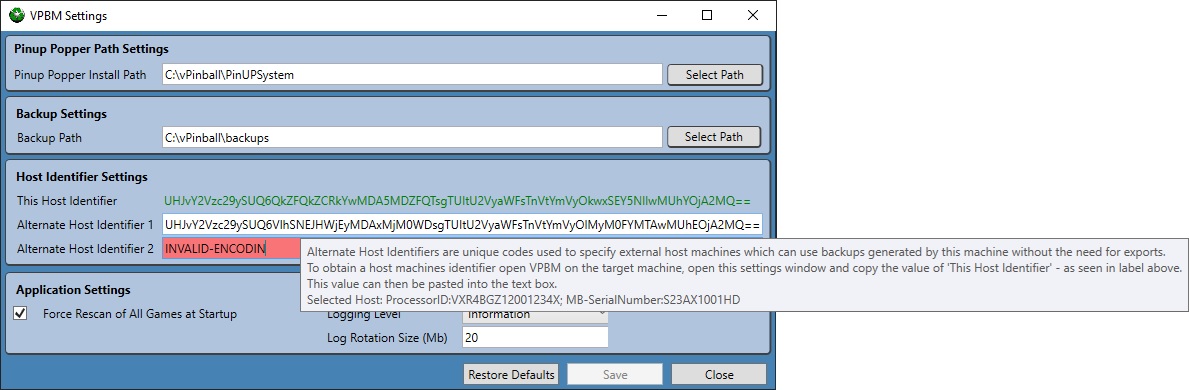 VPBM Settings
Pinup Popper Path Settings
Pinup Popper Install Path C:\vPinball\PinUPSystem Select Path
Backup Settings
Backup Path C:\vPinball\backups Select Path
Host Identifier Settings
This Host Identifier UHJvY2Vzc29ySUQ6QkZFQkZCRkYwMDA5MDZFQTsgTUItU2VyaWFsTnVtYmVyOkwxSEY5NIIwMUhYOjA2MQ==
Alternate Host Identifier 1 UHJvY2Vzc29ySUQ6VlhSNEJHWjEyMDAxMjM0WDsgTUItU2VyaWFsTnVtYmVyOlMyM0FYMTAwMUhEOjA2MQ==
Alternate Host Identifier 2 INVALID-ENCODIN
Alternate Host Identifiers are unique codes used to specify external host machines which can use backups generated by this machine without the need for exports.
To obtain a host machines identifier open VPBM on the target machine, open this settings window and copy the value of 'This Host Identifier' - as seen in label above.
This value can then be pasted into the text box.
Selected Host: ProcessorID:VXR4BGZ12001234X; MB-SerialNumber:S23AX1001HD
Application Settings
Force Rescan of All Games at Startup Logging Level Information
Log Rotation Size (Mb) 20
Restore Defaults Save Close